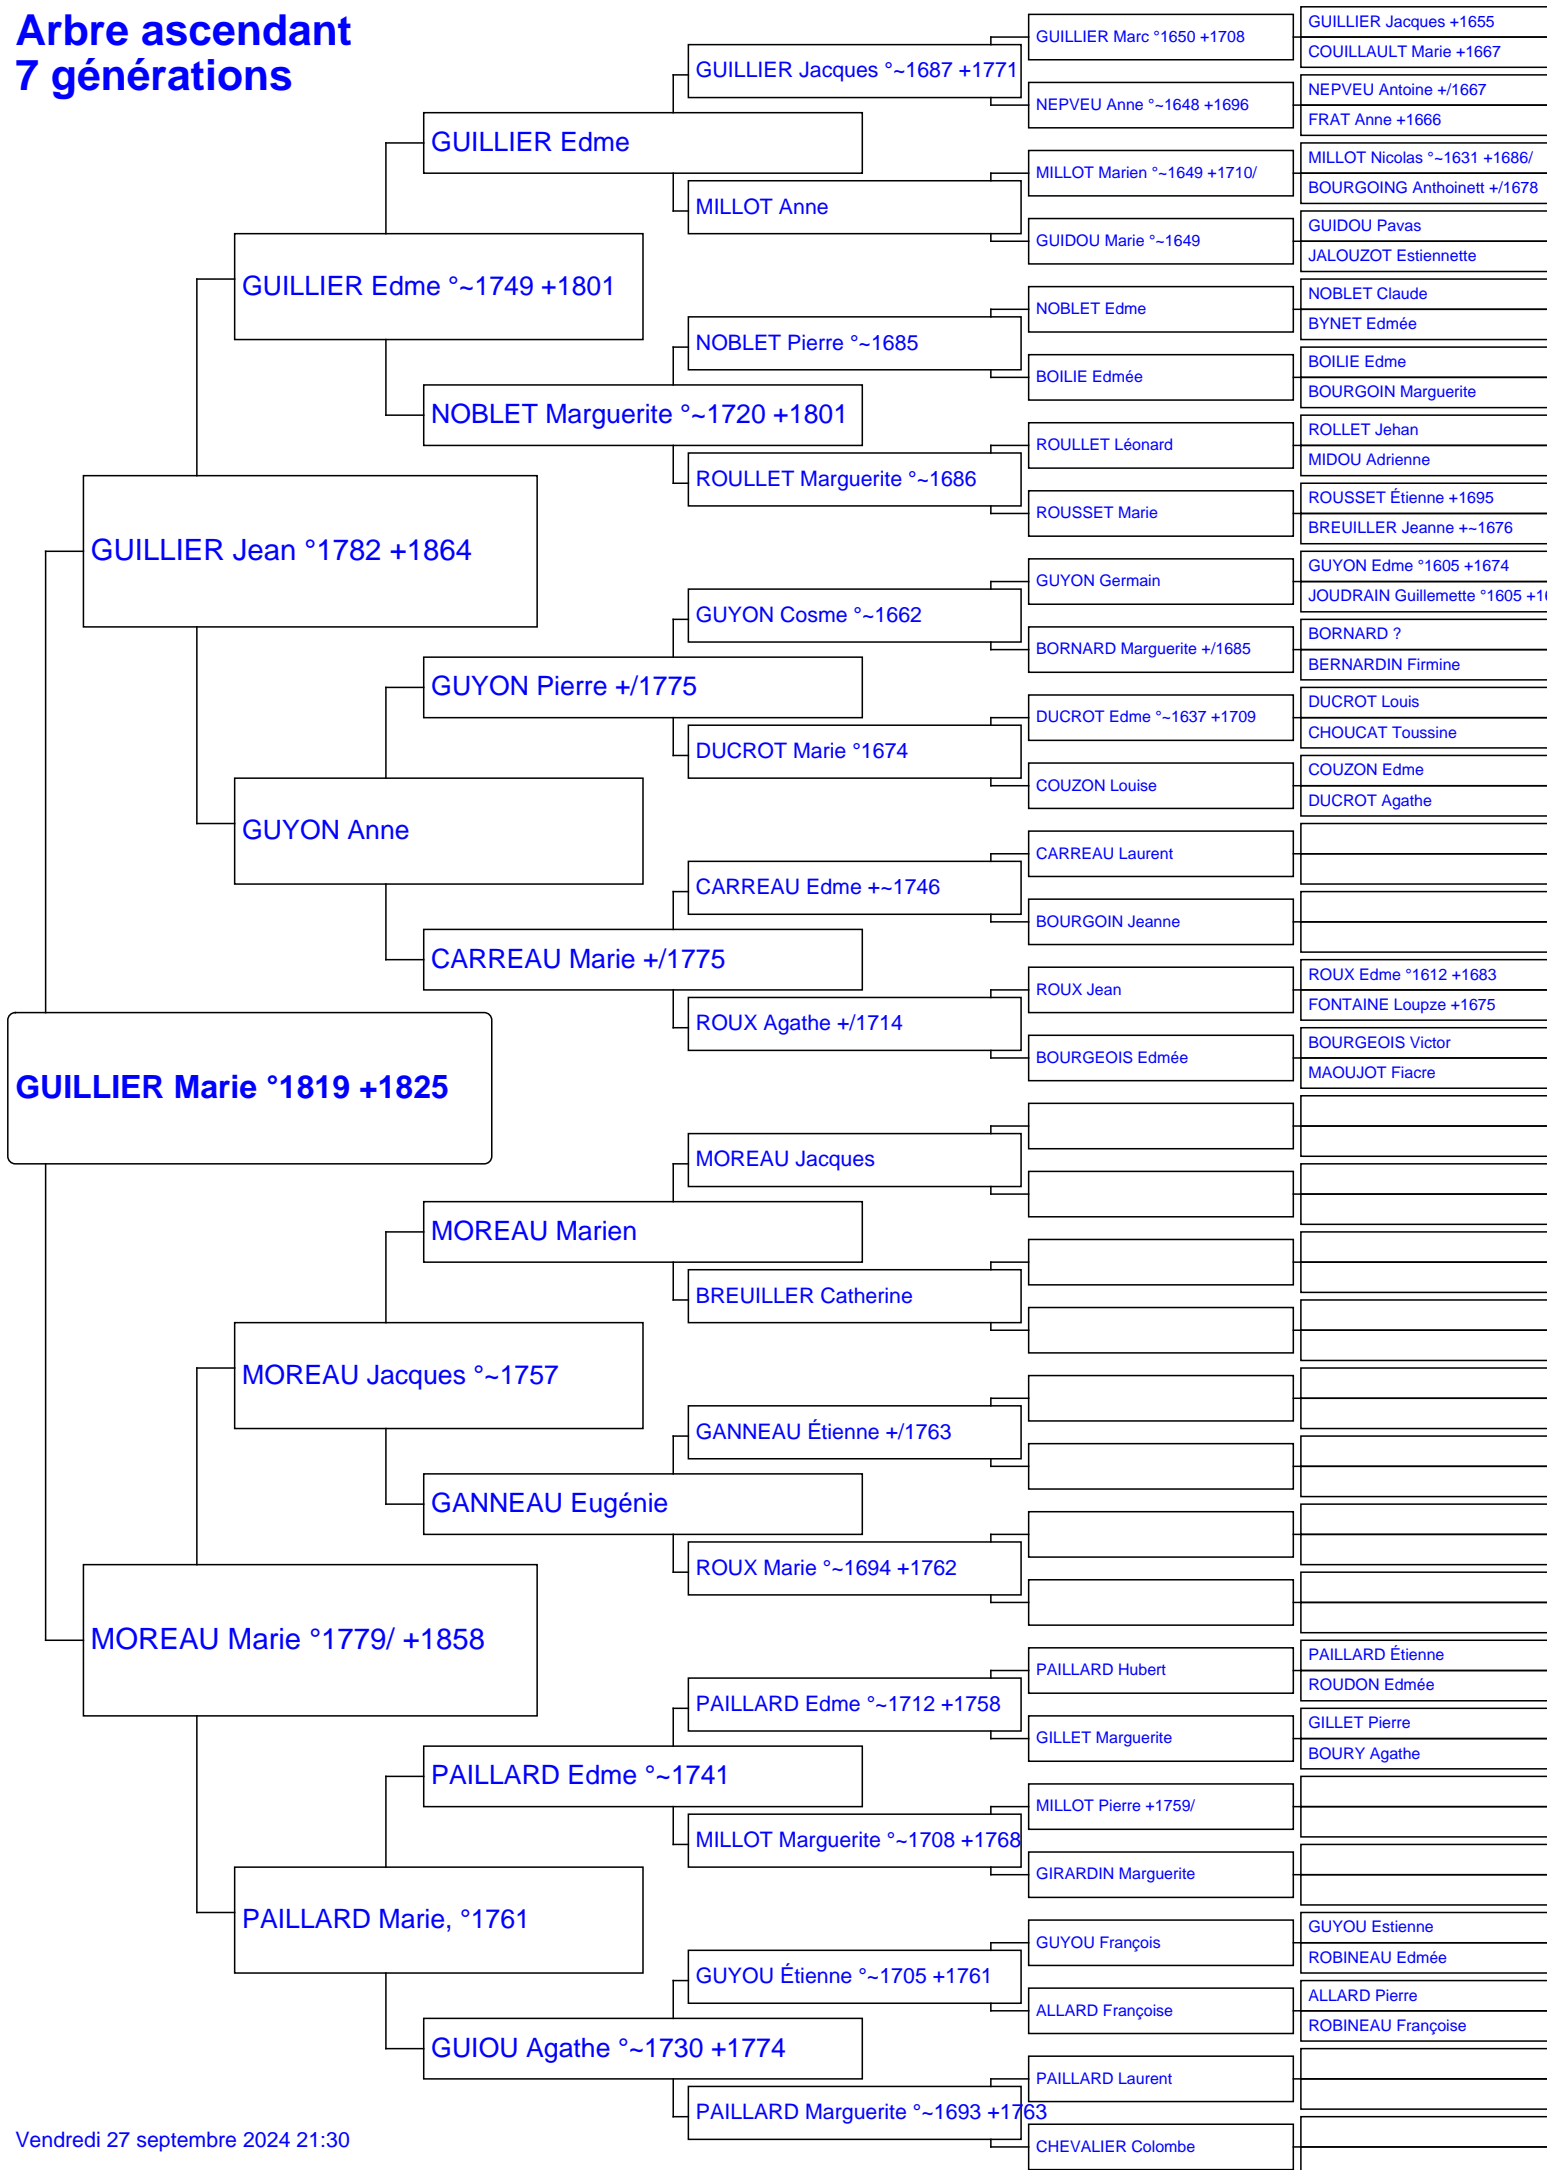 Arbre ascendant
7 générations
GUILLIER Marie °1819 +1825
GUILLIER Jean °1782 +1864
MOREAU Marie °1779/ +1858
GUILLIER Edme °~1749 +1801
GUYON Anne
MOREAU Jacques °~1757
PAILLARD Marie, °1761
GUILLIER Edme
NOBLET Marguerite °~1720 +1801
GUYON Pierre +/1775
CARREAU Marie +/1775
MOREAU Marien
GANNEAU Eugénie
PAILLARD Edme °~1741
GUIOU Agathe °~1730 +1774
GUILLIER Jacques °~1687 +1771
MILLOT Anne
NOBLET Pierre °~1685
ROULLET Marguerite °~1686
GUYON Cosme °~1662
DUCROT Marie °1674
CARREAU Edme +~1746
ROUX Agathe +/1714
MOREAU Jacques
BREUILLER Catherine
GANNEAU Étienne +/1763
ROUX Marie °~1694 +1762
PAILLARD Edme °~1712 +1758
MILLOT Marguerite °~1708 +1768
GUYOU Étienne °~1705 +1761
PAILLARD Marguerite °~1693 +1763
GUILLIER Marc °1650 +1708
NEPVEU Anne °~1648 +1696
MILLOT Marien °~1649 +1710/
GUIDOU Marie °~1649
NOBLET Edme
BOILIE Edmée
ROULLET Léonard
ROUSSET Marie
GUYON Germain
BORNARD Marguerite +/1685
DUCROT Edme °~1637 +1709
COUZON Louise
CARREAU Laurent
BOURGOIN Jeanne
ROUX Jean
BOURGEOIS Edmée
PAILLARD Hubert
GILLET Marguerite
MILLOT Pierre +1759/
GIRARDIN Marguerite
GUYOU François
ALLARD Françoise
PAILLARD Laurent
CHEVALIER Colombe
GUILLIER Jacques +1655
COUILLAULT Marie +1667
NEPVEU Antoine +/1667
FRAT Anne +1666
MILLOT Nicolas °~1631 +1686/
BOURGOING Anthoinett +/1678
GUIDOU Pavas
JALOUZOT Estiennette
NOBLET Claude
BYNET Edmée
BOILIE Edme
BOURGOIN Marguerite
ROLLET Jehan
MIDOU Adrienne
ROUSSET Étienne +1695
BREUILLER Jeanne +~1676
GUYON Edme °1605 +1674
JOUDRAIN Guillemette °1605
BORNARD ?
BERNARDIN Firmine
DUCROT Louis
CHOUCAT Toussine
COUZON Edme
DUCROT Agathe
ROUX Edme °1612 +1683
FONTAINE Loupze +1675
BOURGEOIS Victor
MAOUJOT Fiacre
PAILLARD Étienne
ROUDON Edmée
GILLET Pierre
BOURY Agathe
GUYOU Estienne
ROBINEAU Edmée
ALLARD Pierre
ROBINEAU Françoise
Vendredi 27 septembre 2024 21:30